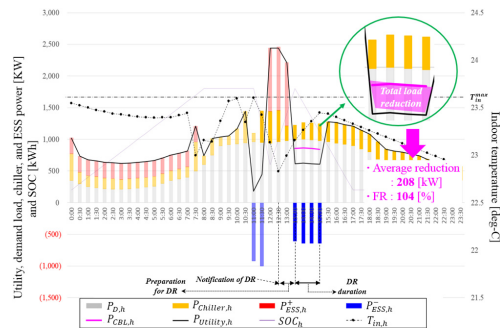 Utility, demand load, chiller, and ESS power [KW]
and SOC [kWh]
3,000
2,500
2,000
1,500
1,000
500
0
(500)
(1,000)
(1,500)
24.5
24
23.5
23
22.5
22
21.5
Indoor temperature [deg-C]
T_in^max
Total load
reduction
• Average reduction
: 208 [kW]
• FR : 104 [%]
0:00 0:30 1:00 1:30 2:00 2:30 3:00 3:30 4:00 4:30 5:00 5:30 6:00 6:30 7:00 7:30 8:00 8:30 9:00 9:30 10:00 10:30 11:00 11:30 12:00 12:30 13:00 13:30 14:00 14:30 15:00 15:30 16:00 16:30 17:00 17:30 18:00 18:30 19:00 19:30 20:00 20:30 21:00 21:30 22:00 22:30 23:00 23:30
Preparation
for DR
Notification of DR
DR
duration
P_D,h P_Chiller,h P^+_ESS,h P^-_ESS,h
P_CBL,h P_Utility,h SOC_h T_in,h